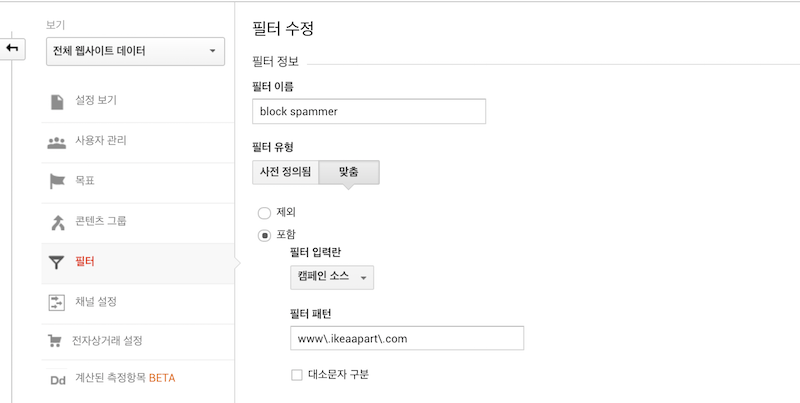 보기
전체 웹사이트 데이터
설정 보기
사용자 관리
목표
콘텐츠 그룹
필터
채널 설정
전자상거래 설정
Dd 계산된 측정항목 BETA
필터 수정
필터 정보
필터 이름
block spammer
필터 유형
사전 정의됨 맞춤
제외
포함
필터 입력란
캠페인 소스
필터 패턴
www\.ikeaapart\.com
대소문자 구분